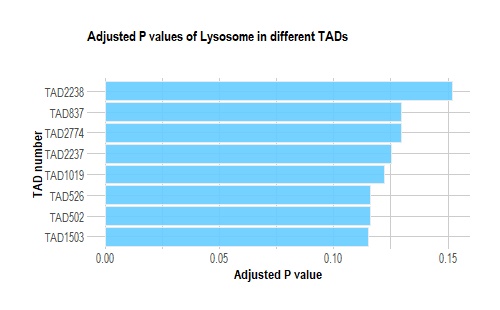 Adjusted P values of Lysosome in different TADs
TAD number
TAD2238
TAD837
TAD2774
TAD2237
TAD1019
TAD526
TAD502
TAD1503
0.00 0.05 0.10 0.15
Adjusted P value